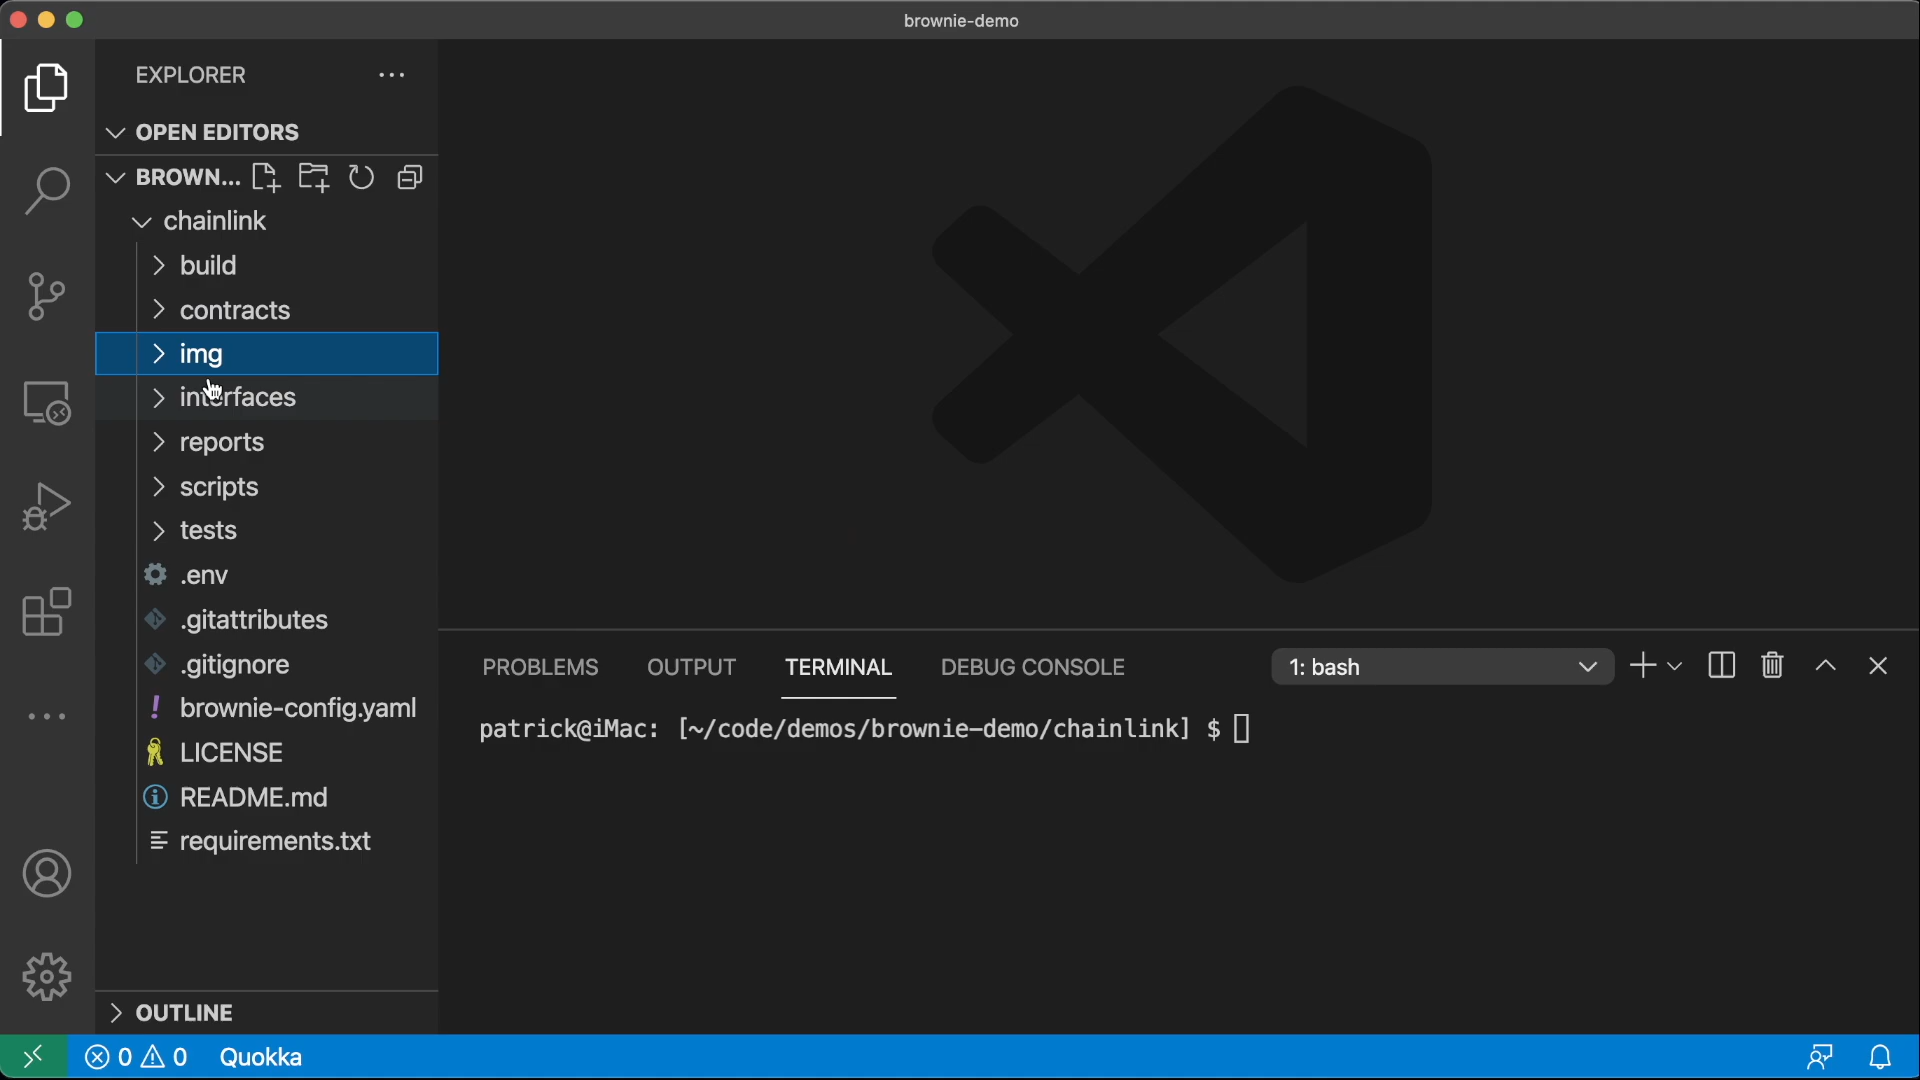 brownie-demo
EXPLORER
OPEN EDITORS
BROWN...
chainlink
build
contracts
img
interfaces
reports
scripts
tests
.env
.gitattributes
.gitignore
brownie-config.yaml
LICENSE
README.md
requirements.txt
OUTLINE
PROBLEMS OUTPUT TERMINAL DEBUG CONSOLE 1: bash
patrick@iMac: [~/code/demos/brownie-demo/chainlink] $
0 0 Quokka